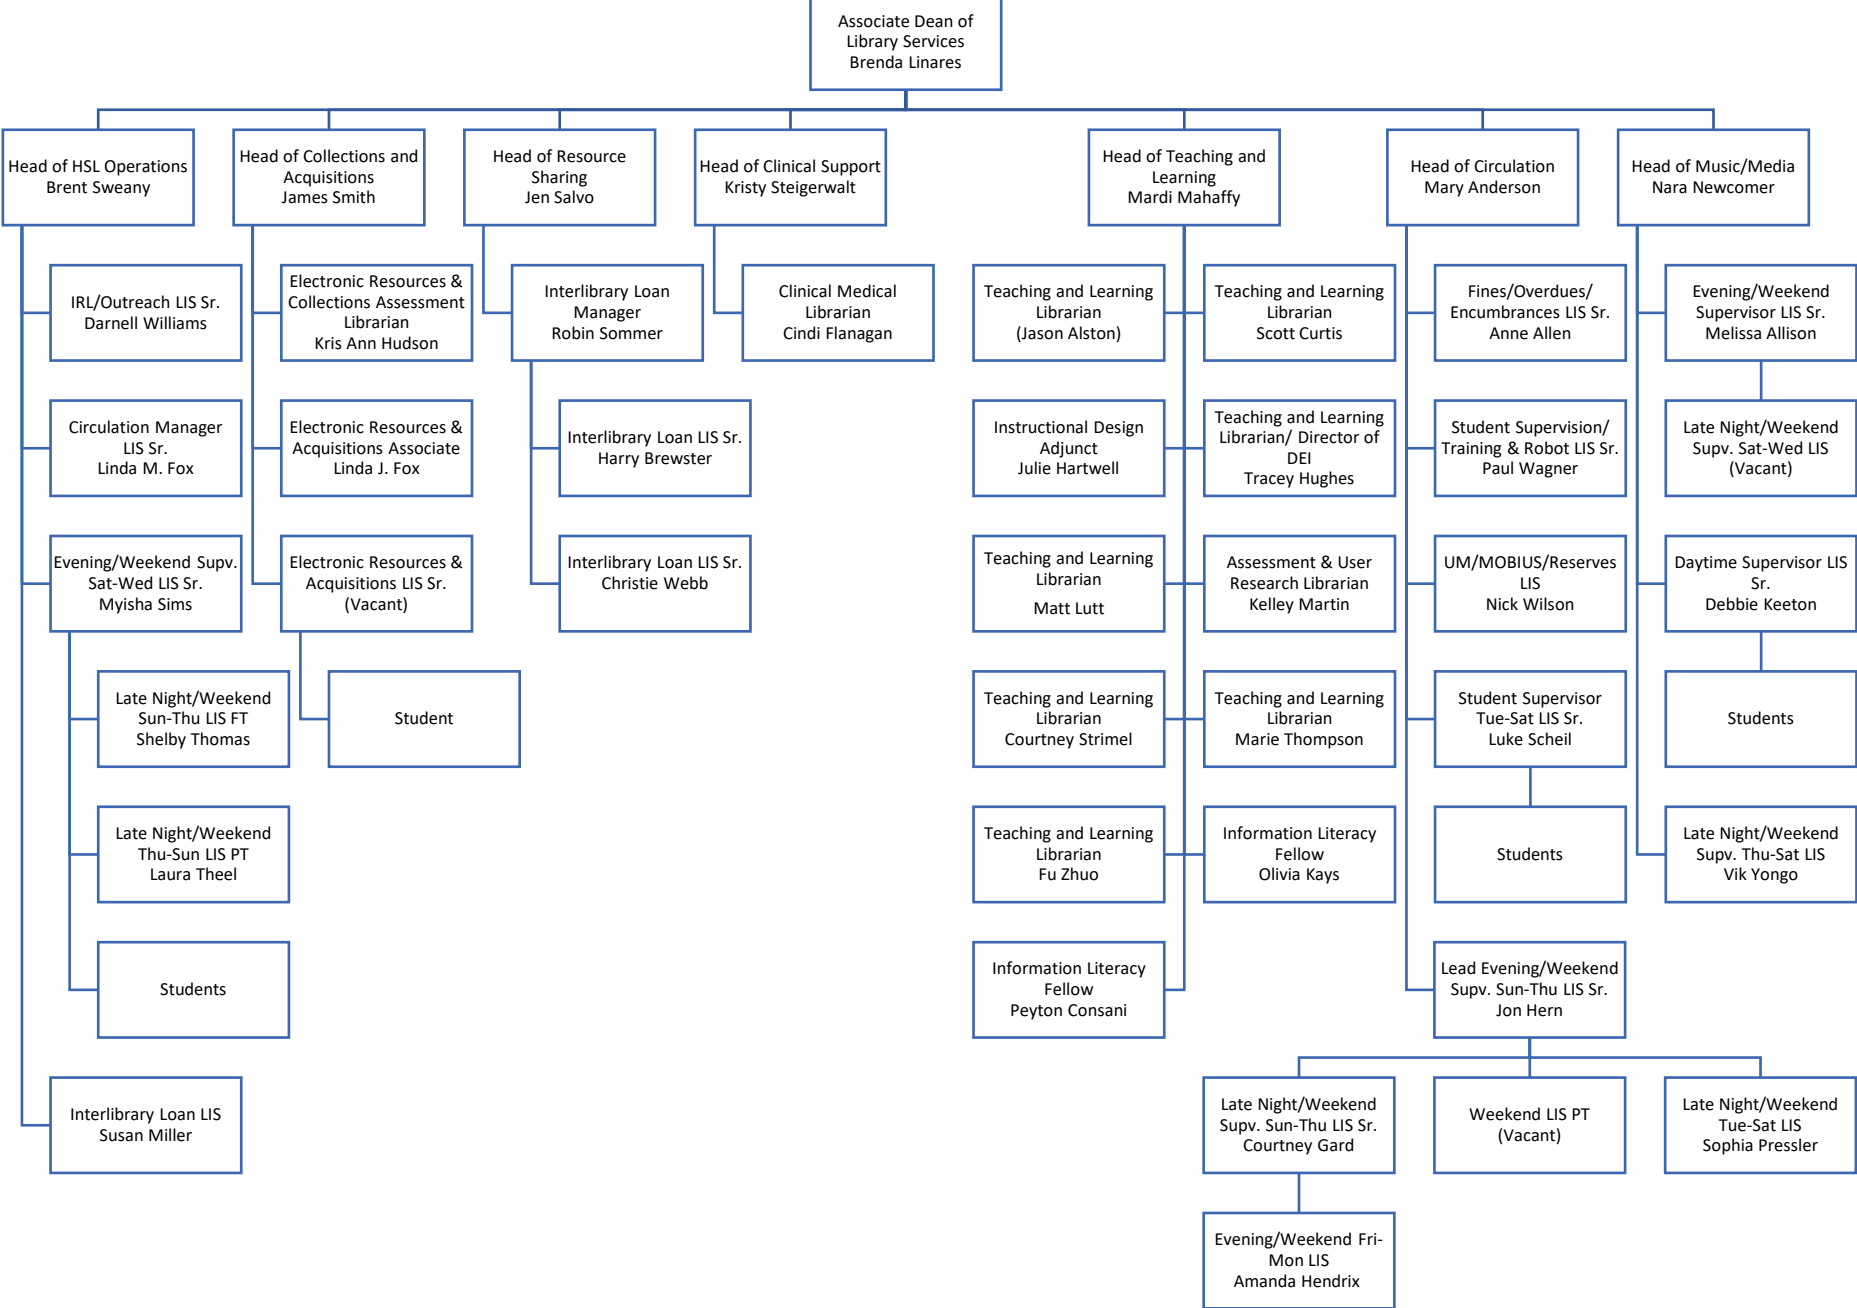 Associate Dean of
Library Services
Brenda Linares
Head of HSL Operations
Brent Sweany
Head of Collections and
Acquisitions
James Smith
Head of Resource
Sharing
Jen Salvo
Head of Clinical Support
Kristy Steigerwalt
Head of Teaching and
Learning
Mardi Mahaffy
Head of Circulation
Mary Anderson
Head of Music/Media
Nara Newcomer
IRL/Outreach LIS Sr.
Darnell Williams
Electronic Resources &
Collections Assessment
Librarian
Kris Ann Hudson
Interlibrary Loan
Manager
Robin Sommer
Clinical Medical
Librarian
Cindi Flanagan
Teaching and Learning
Librarian
(Jason Alston)
Teaching and Learning
Librarian
Scott Curtis
Fines/Overdues/
Encumbrances LIS Sr.
Anne Allen
Evening/Weekend
Supervisor LIS Sr.
Melissa Allison
Circulation Manager
LIS Sr.
Linda M. Fox
Electronic Resources &
Acquisitions Associate
Linda J. Fox
Interlibrary Loan LIS Sr.
Harry Brewster
Instructional Design
Adjunct
Julie Hartwell
Teaching and Learning
Librarian/ Director of
DEI
Tracey Hughes
Student Supervision/
Training & Robot LIS Sr.
Paul Wagner
Late Night/Weekend
Supv. Sat-Wed LIS
(Vacant)
Evening/Weekend Supv.
Sat-Wed LIS Sr.
Myisha Sims
Electronic Resources &
Acquisitions LIS Sr.
(Vacant)
Interlibrary Loan LIS Sr.
Christie Webb
Teaching and Learning
Librarian
Matt Lutt
Assessment & User
Research Librarian
Kelley Martin
UM/MOBIUS/Reserves
LIS
Nick Wilson
Daytime Supervisor LIS
Sr.
Debbie Keeton
Late Night/Weekend
Sun-Thu LIS FT
Shelby Thomas
Student
Teaching and Learning
Librarian
Courtney Strimel
Teaching and Learning
Librarian
Marie Thompson
Student Supervisor
Tue-Sat LIS Sr.
Luke Scheil
Students
Late Night/Weekend
Thu-Sun LIS PT
Laura Theel
Teaching and Learning
Librarian
Fu Zhuo
Information Literacy
Fellow
Olivia Kays
Students
Late Night/Weekend
Supv. Thu-Sat LIS
Vik Yongo
Students
Information Literacy
Fellow
Peyton Consani
Lead Evening/Weekend
Supv. Sun-Thu LIS Sr.
Jon Hern
Interlibrary Loan LIS
Susan Miller
Late Night/Weekend
Supv. Sun-Thu LIS Sr.
Courtney Gard
Weekend LIS PT
(Vacant)
Late Night/Weekend
Tue-Sat LIS
Sophia Pressler
Evening/Weekend Fri-
Mon LIS
Amanda Hendrix